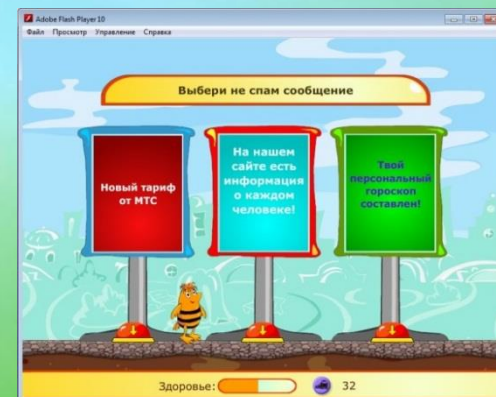 Adobe Flash Player 10
Файл Просмотр Управление Справка
Выбери не спам сообщение
Новый тариф
от МТС
На нашем
сайте есть
информация
о каждом
человеке!
Твой
персональный
гороскоп
составлен!
Здоровье:
32